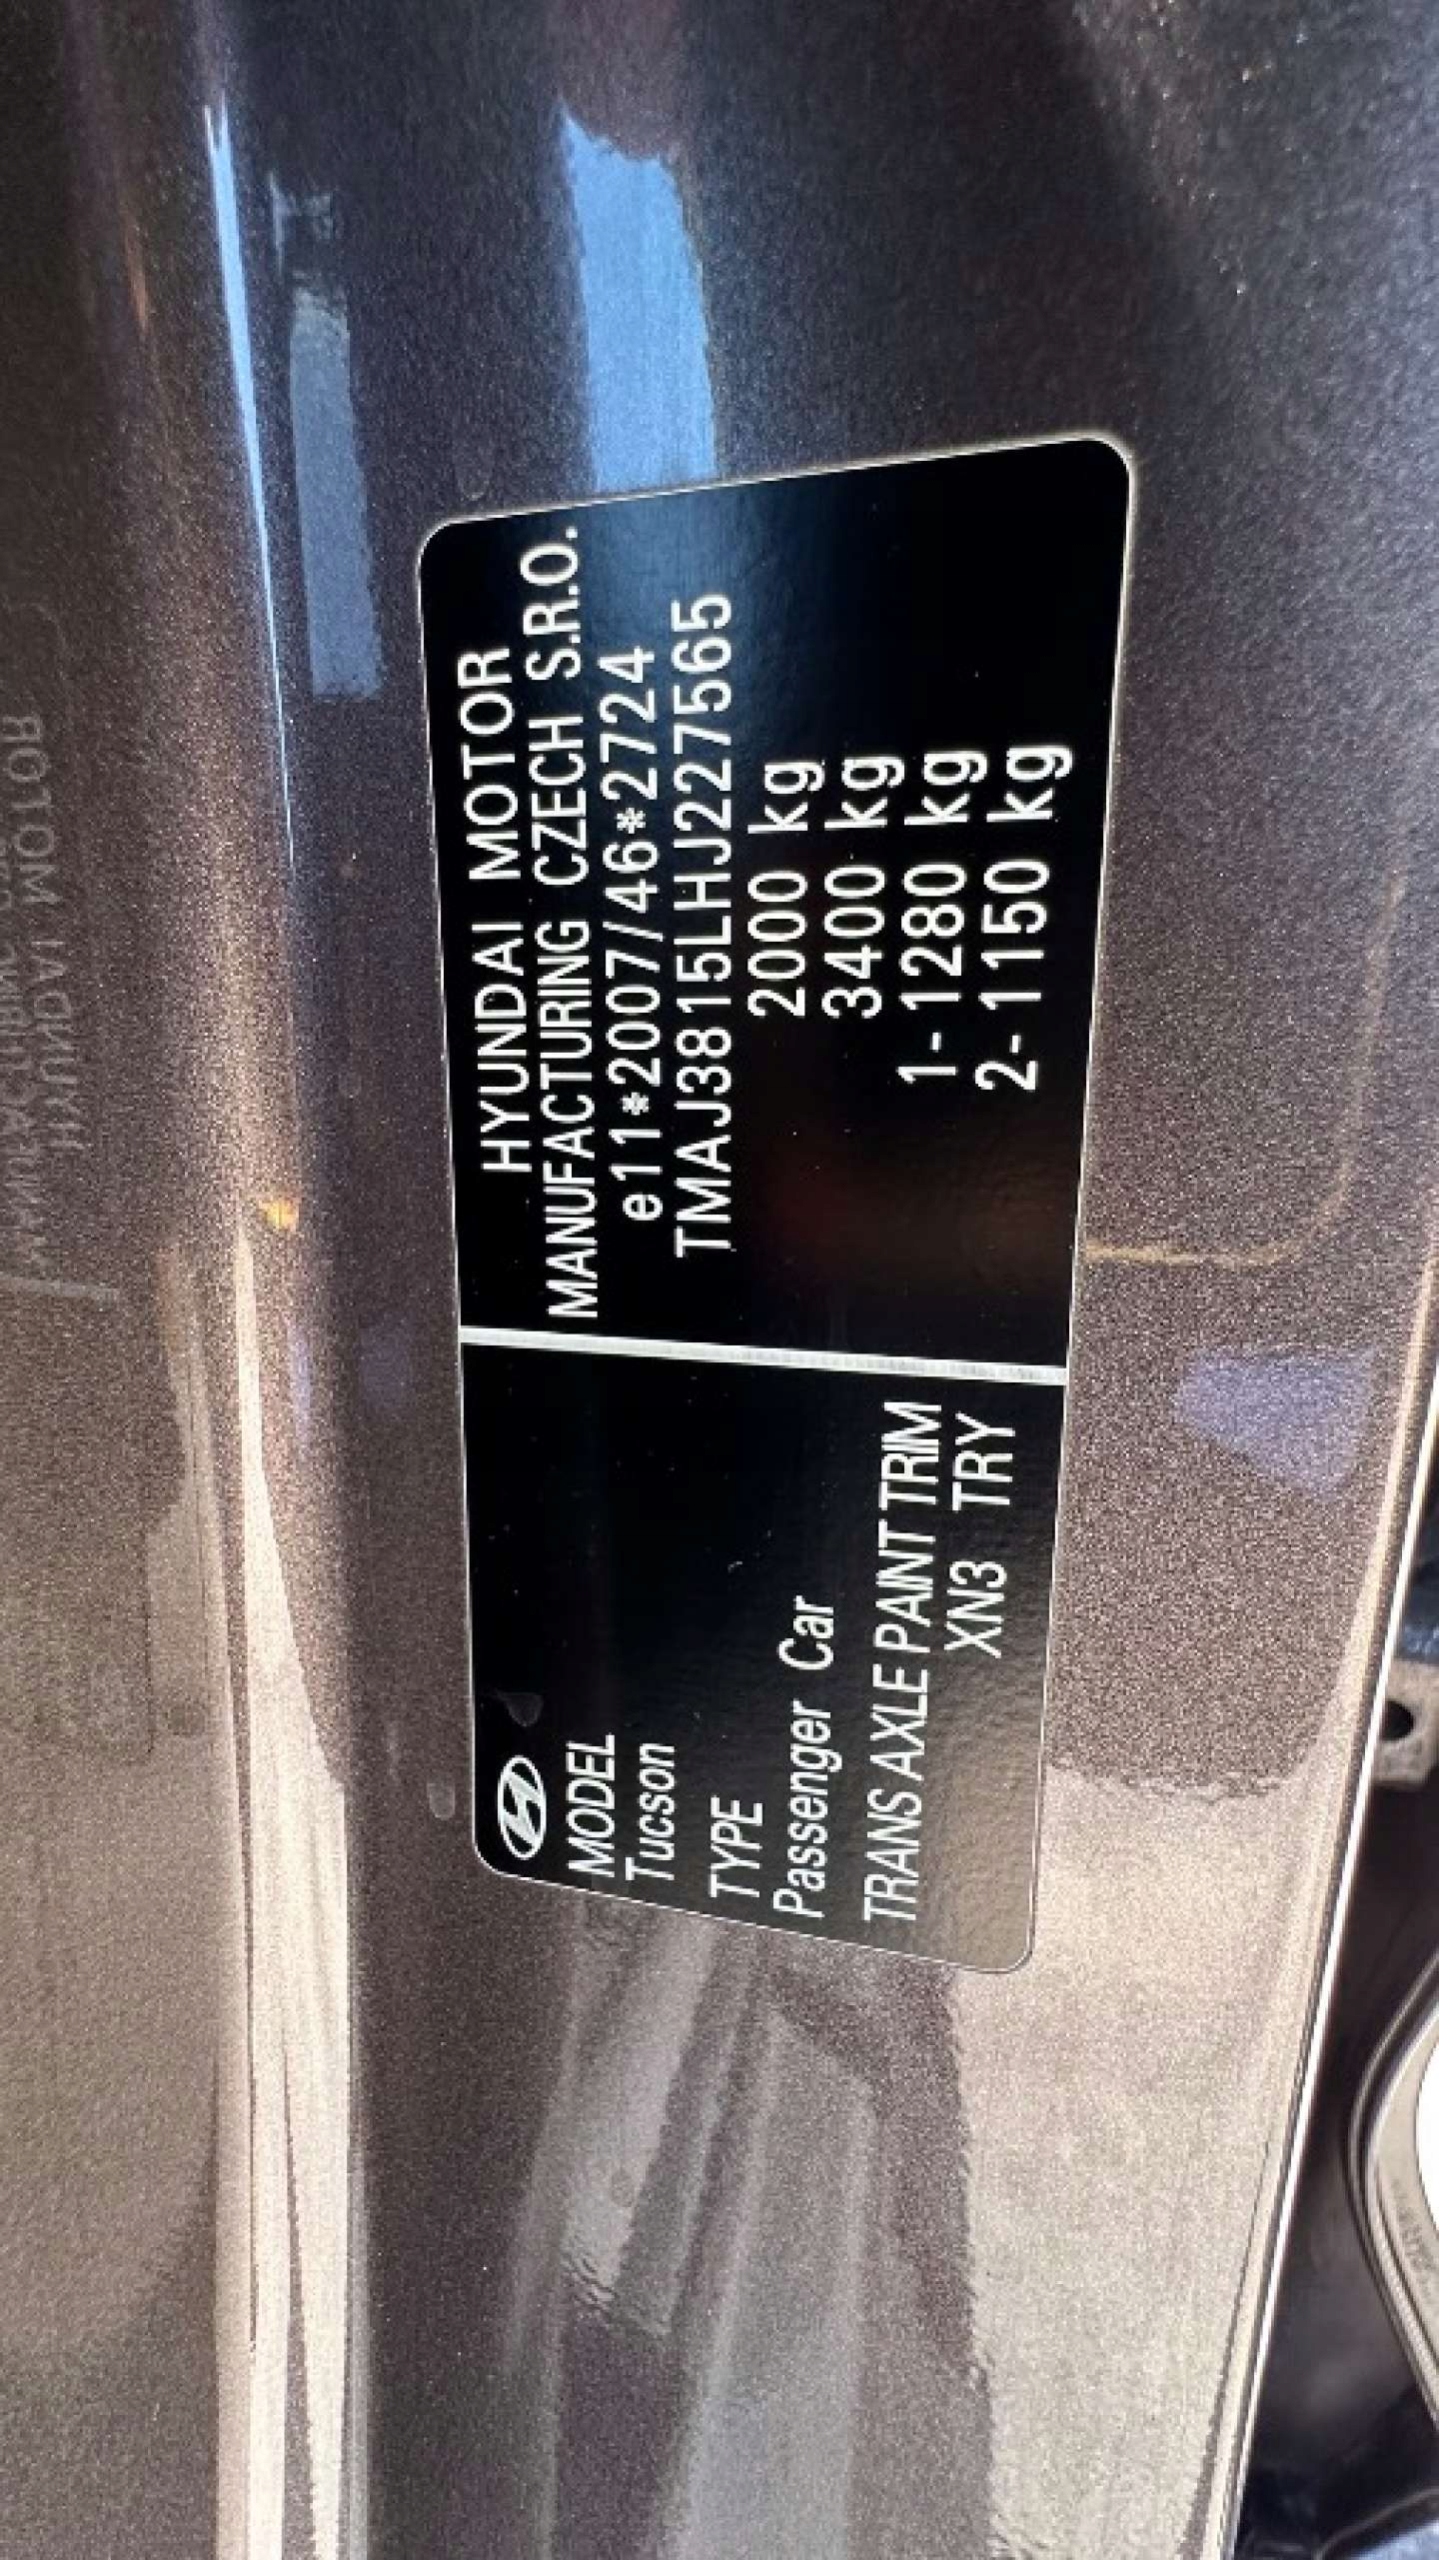 HYUNDAI MOTOR
MANUFACTURING CZECH S.R.O.
e11*2007/46*2724
TMAJ3815LHJ227565
2000 kg
3400 kg
1- 1280 kg
2- 1150 kg
MODEL
Tucson
TYPE
Passenger Car
TRANS AXLE PAINT TRIM
XN3 TRY